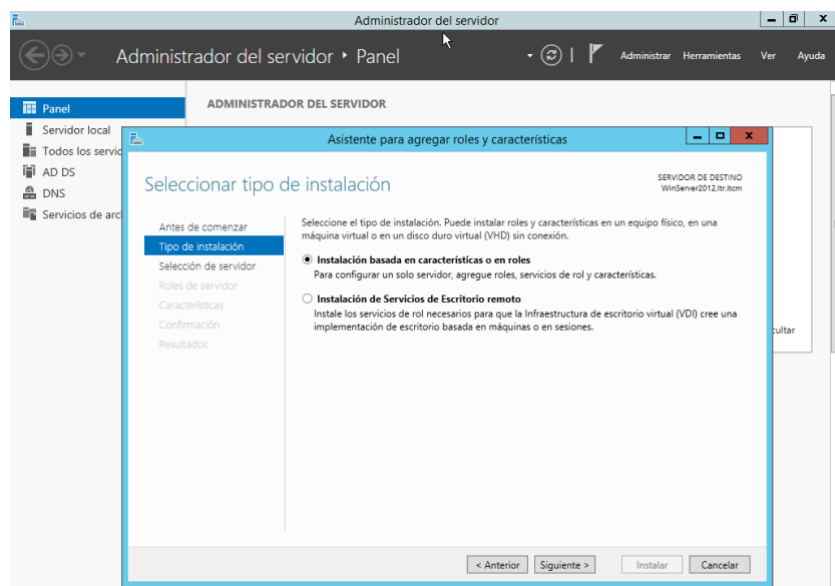 Administrador del servidor
Administrador del servidor ‣ Panel
Administrar Herramientas Ver Ayuda
Panel
Servidor local
Todos los servic
AD DS
DNS
Servicios de arc
ADMINISTRADOR DEL SERVIDOR
Asistente para agregar roles y características
Seleccionar tipo de instalación
SERVIDOR DE DESTINO
WinServer2012.ltr.itcm
Antes de comenzar
Tipo de instalación
Selección de servidor
Roles de servidor
Características
Confirmación
Resultados
Seleccione el tipo de instalación. Puede instalar roles y características en un equipo físico, en una
máquina virtual o en un disco duro virtual (VHD) sin conexión.
Instalación basada en características o en roles
Para configurar un solo servidor, agregue roles, servicios de rol y características.
Instalación de Servicios de Escritorio remoto
Instale los servicios de rol necesarios para que la Infraestructura de escritorio virtual (VDI) cree una
implementación de escritorio basada en máquinas o en sesiones.
cultar
< Anterior Siguiente > Instalar Cancelar